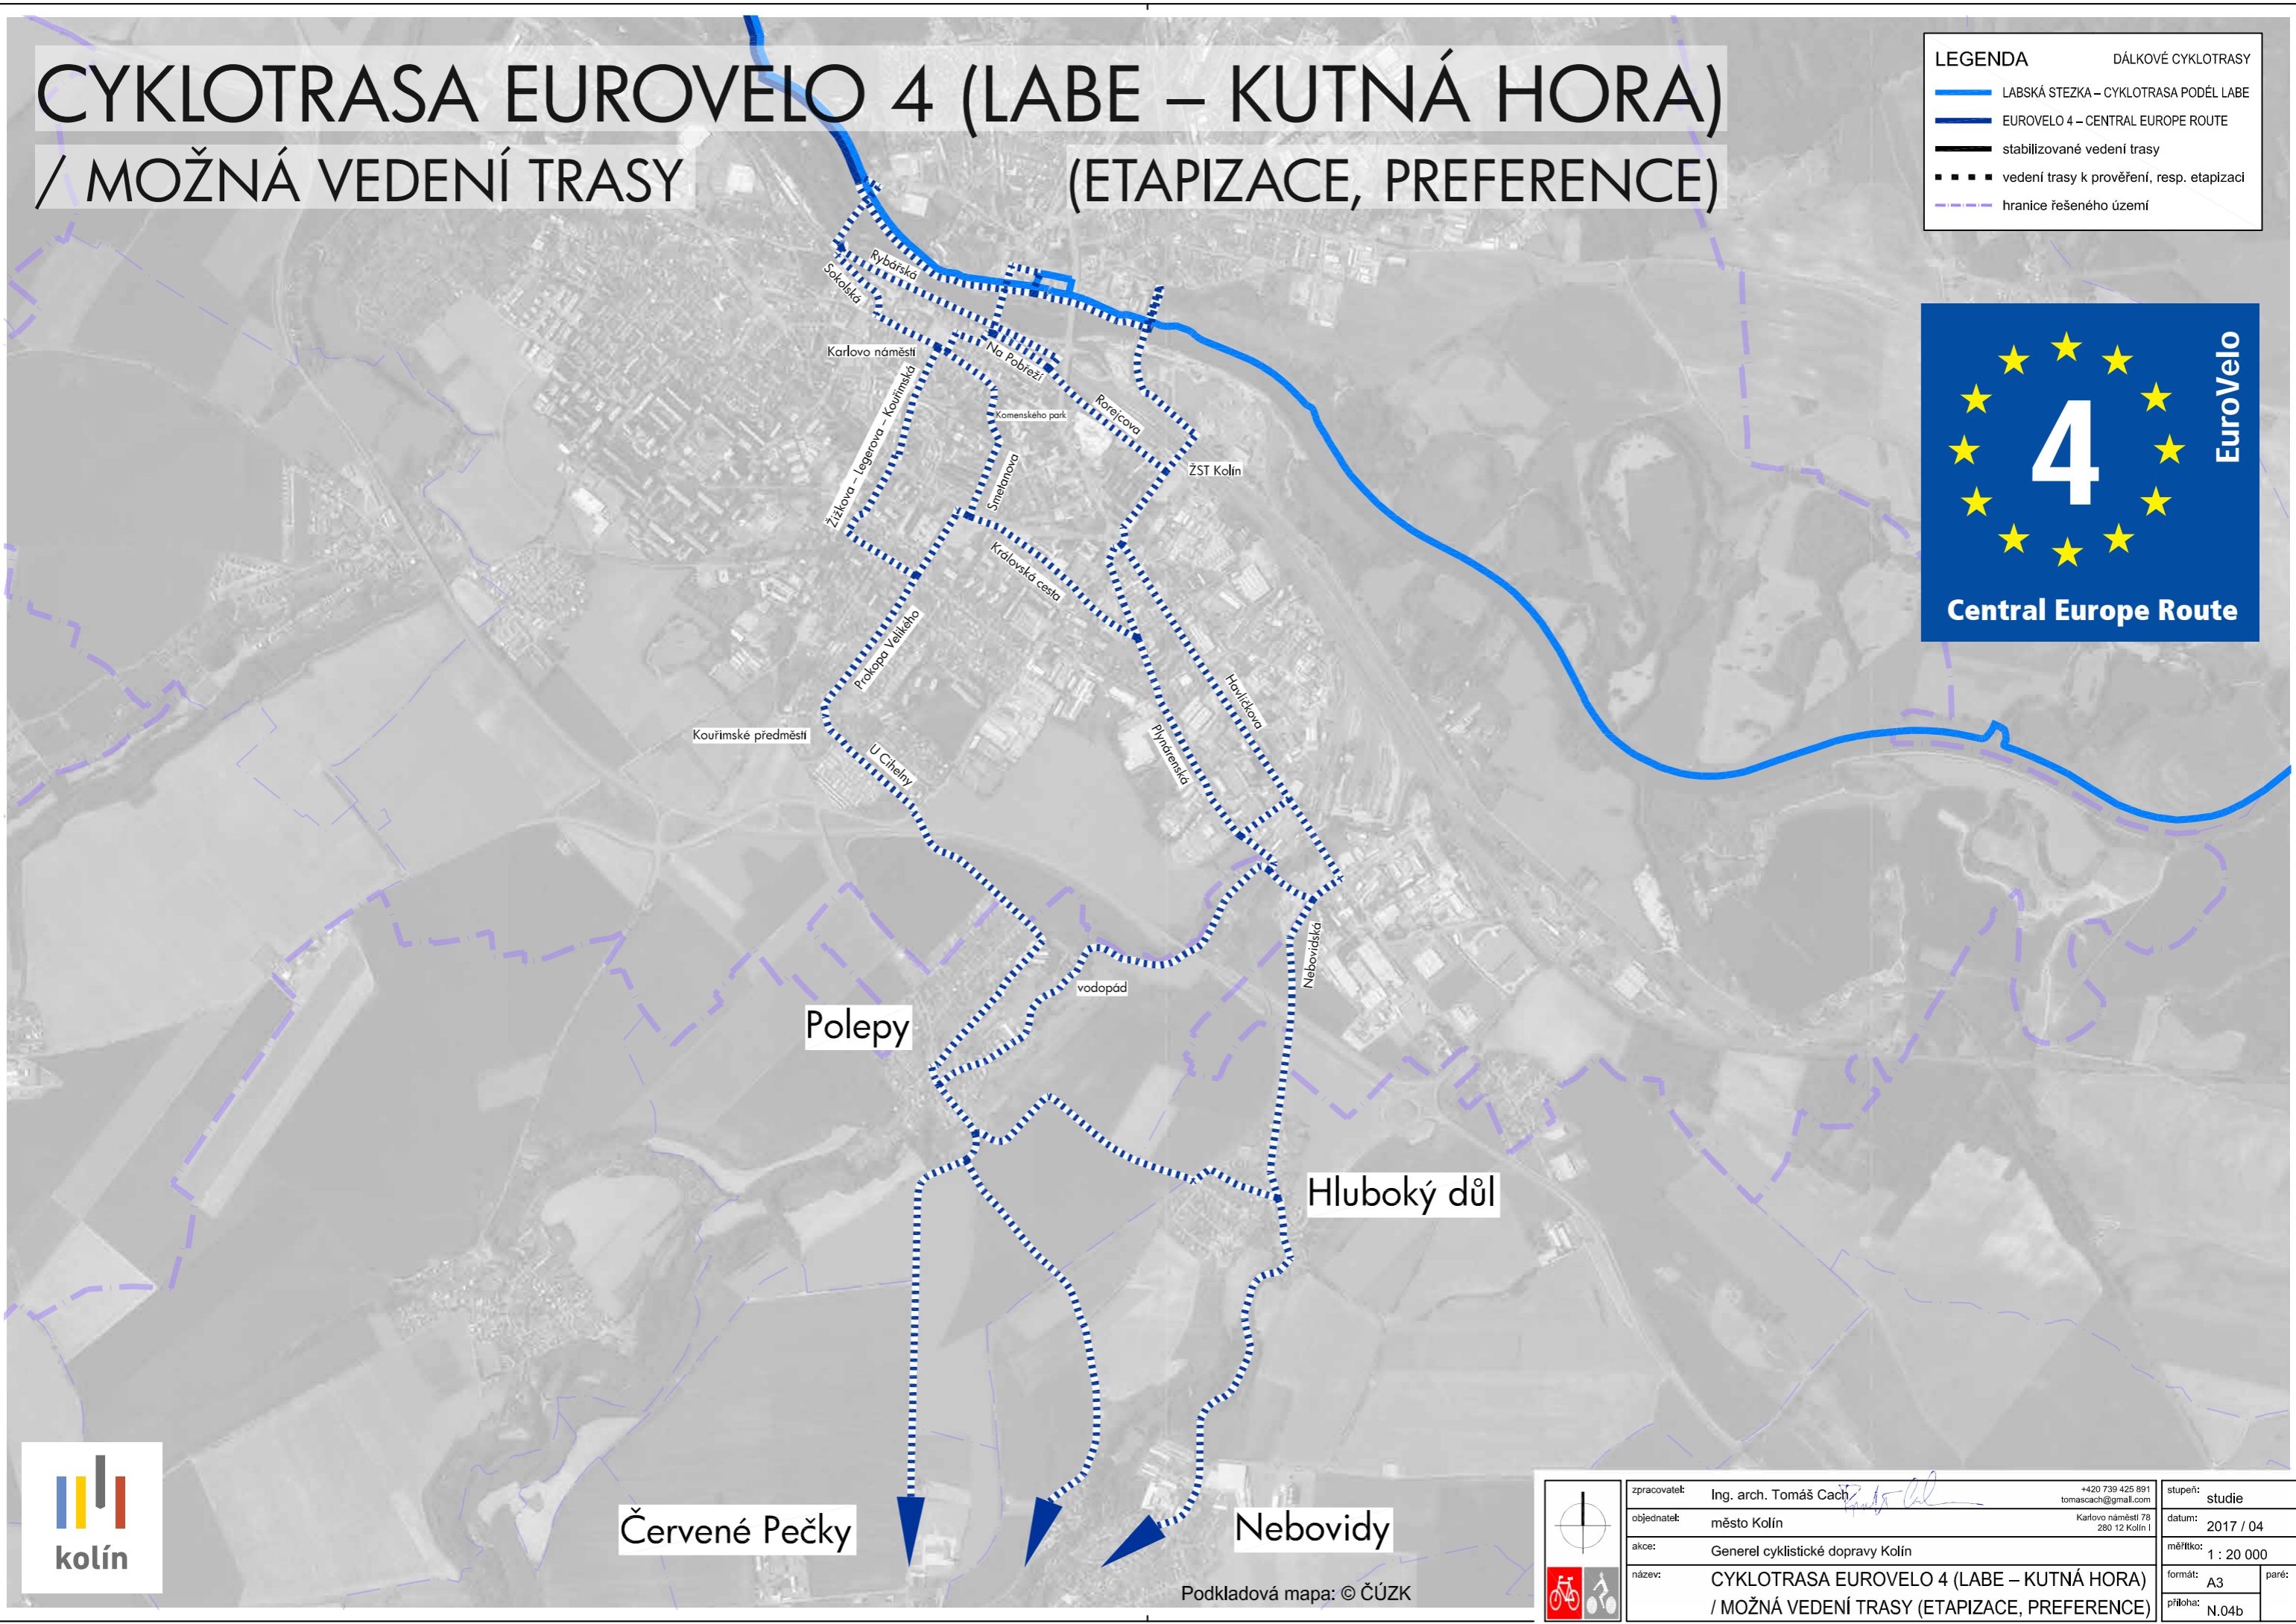 CYKLOTRASA EUROVELO 4 (LABE – KUTNÁ HORA)
/ MOŽNÁ VEDENÍ TRASY (ETAPIZACE, PREFERENCE)
LEGENDA DÁLKOVÉ CYKLOTRASY
LABSKÁ STEZKA – CYKLOTRASA PODÉL LABE
EUROVELO 4 – CENTRAL EUROPE ROUTE
stabilizované vedení trasy
vedení trasy k prověření, resp. etapizaci
hranice řešeného území
4
EuroVelo
Central Europe Route
Rybářská
Sokolská
Karlovo náměstí
Na Pobřeží
Žižkova – Legerova – Kouřimská
Komenského park
Rorejcova
ŽST Kolín
Smetanova
Královská cesta
Prokopa Velikého
Kouřimské předměstí
U Cihelny
Havlíčkova
Plynárenská
Nebovidská
vodopád
Polepy
Hluboký důl
Červené Pečky
Nebovidy
kolín
Podkladová mapa: © ČÚZK
zpracovatel: Ing. arch. Tomáš Cach +420 739 425 891
tomascach@gmail.com
objednatel: město Kolín Karlovo náměstí 78
280 12 Kolín I
akce: Generel cyklistické dopravy Kolín
název: CYKLOTRASA EUROVELO 4 (LABE – KUTNÁ HORA)
/ MOŽNÁ VEDENÍ TRASY (ETAPIZACE, PREFERENCE)
stupeň: studie
datum: 2017 / 04
měřítko: 1 : 20 000
formát: A3 paré:
příloha: N.04b